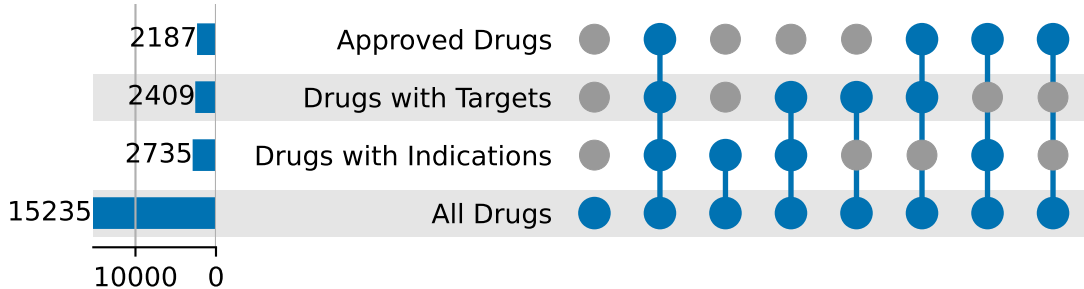 2187 Approved Drugs
2409 Drugs with Targets
2735 Drugs with Indications
15235 All Drugs
10000 0